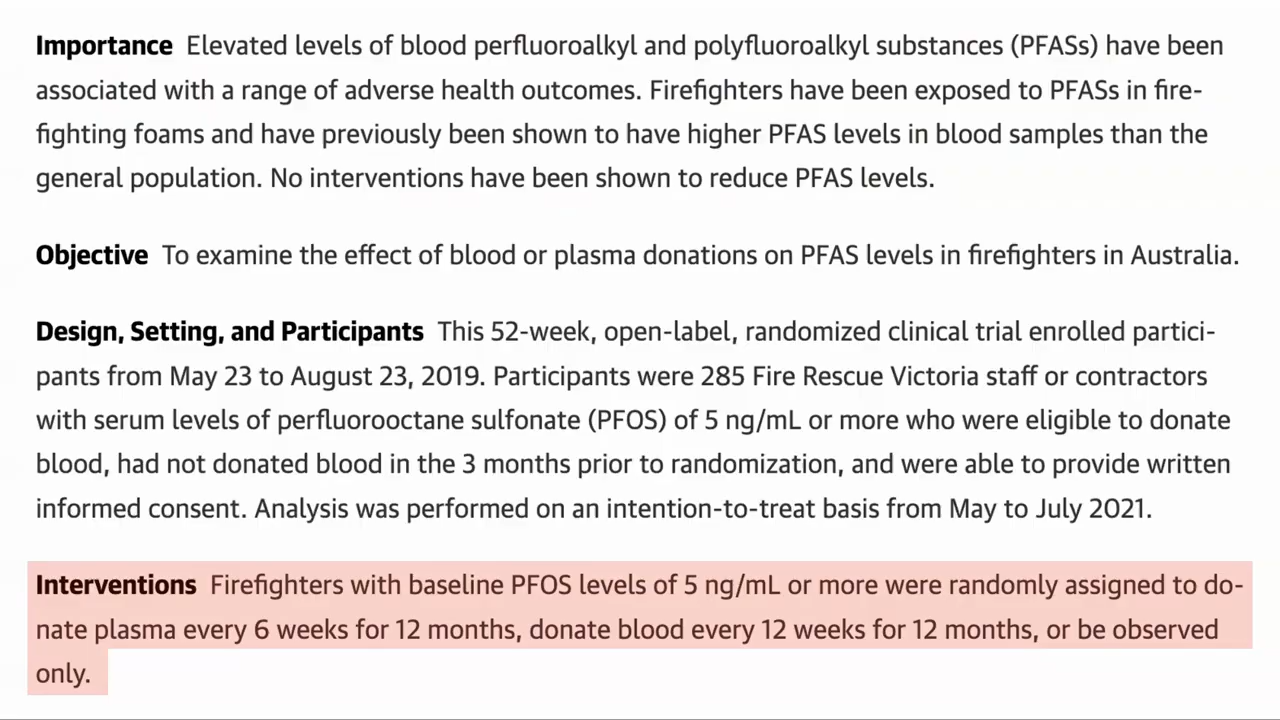 Importance Elevated levels of blood perfluoroalkyl and polyfluoroalkyl substances (PFASs) have been
associated with a range of adverse health outcomes. Firefighters have been exposed to PFASs in fire-
fighting foams and have previously been shown to have higher PFAS levels in blood samples than the
general population. No interventions have been shown to reduce PFAS levels.
Objective To examine the effect of blood or plasma donations on PFAS levels in firefighters in Australia.
Design, Setting, and Participants This 52-week, open-label, randomized clinical trial enrolled partici-
pants from May 23 to August 23, 2019. Participants were 285 Fire Rescue Victoria staff or contractors
with serum levels of perfluorooctane sulfonate (PFOS) of 5 ng/mL or more who were eligible to donate
blood, had not donated blood in the 3 months prior to randomization, and were able to provide written
informed consent. Analysis was performed on an intention-to-treat basis from May to July 2021.
Interventions Firefighters with baseline PFOS levels of 5 ng/mL or more were randomly assigned to do-
nate plasma every 6 weeks for 12 months, donate blood every 12 weeks for 12 months, or be observed
only.